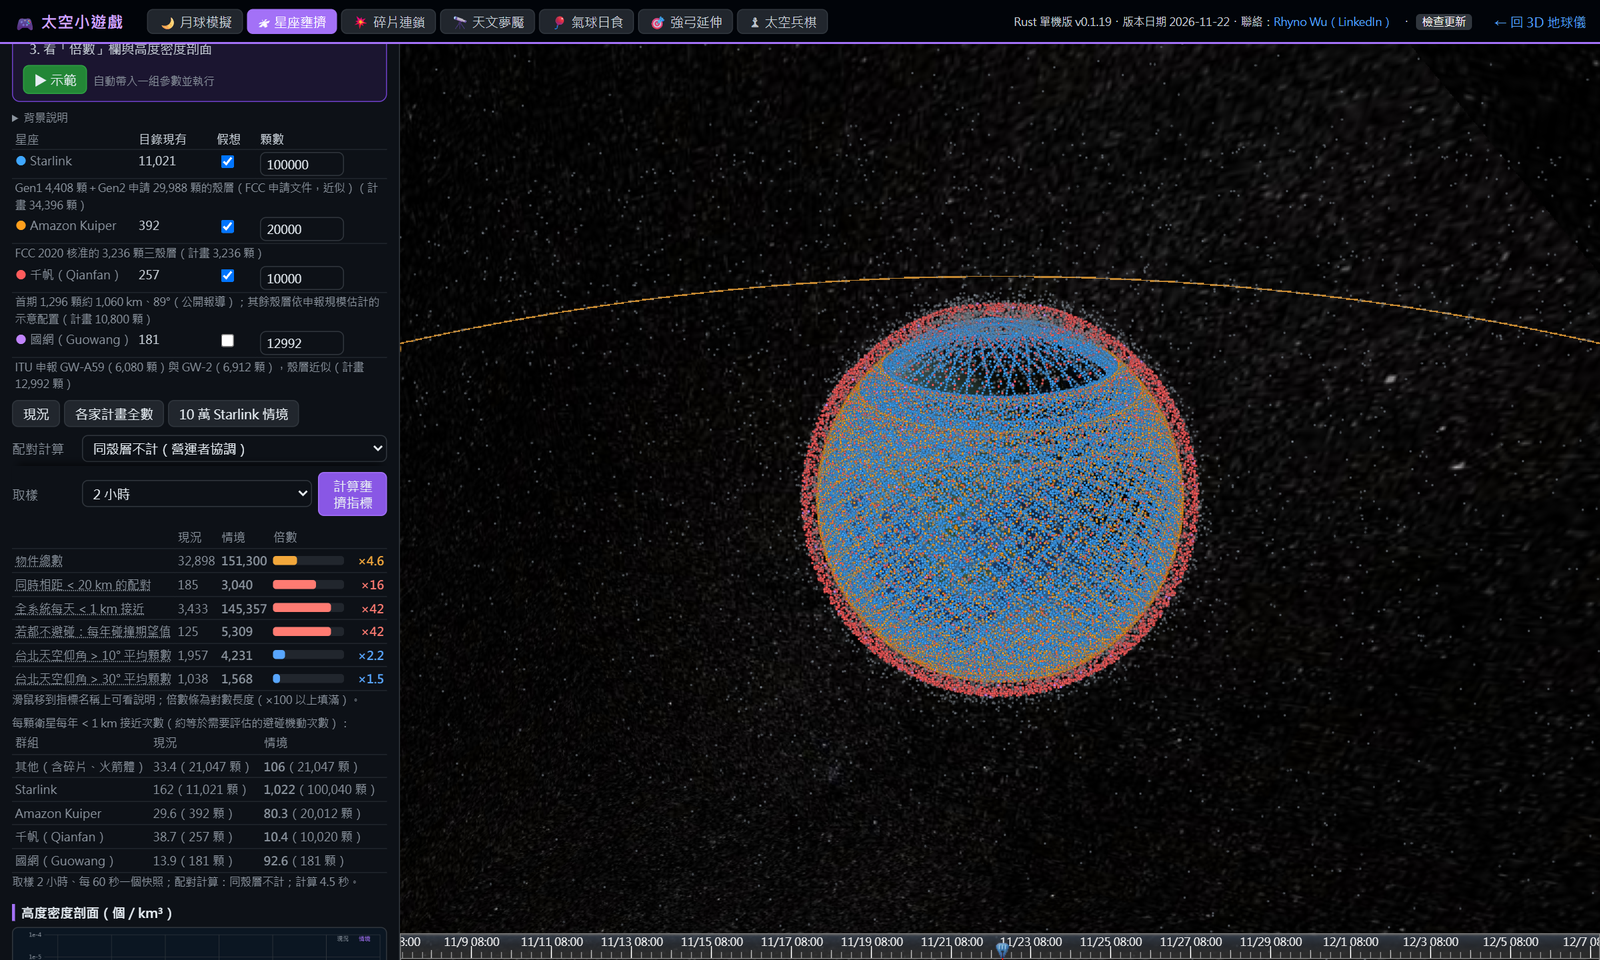 🎮 太空小遊戲
🌙 月球模擬
星座壅擠
碎片連鎖
天文夢魘
氣球日食
強弓延伸
太空兵棋
Rust 單機版 v0.1.19・版本日期 2026-11-22・聯絡：Rhyno Wu（LinkedIn）・
檢查更新
← 回 3D 地球儀
3. 看「倍數」欄與高度密度剖面
▶ 示範 自動帶入一組參數並執行
▶ 背景說明
星座 目錄現有 假想 顆數
Starlink 11,021 100000
Gen1 4,408 顆＋Gen2 申請 29,988 顆的殼層（FCC 申請文件，近似）（計
畫 34,396 顆）
Amazon Kuiper 392 20000
FCC 2020 核准的 3,236 顆三殼層（計畫 3,236 顆）
千帆（Qianfan） 257 10000
首期 1,296 顆約 1,060 km、89°（公開報導）；其餘殼層依申報規模估計的
示意配置（計畫 10,800 顆）
國網（Guowang） 181 12992
ITU 申報 GW-A59（6,080 顆）與 GW-2（6,912 顆），殼層近似（計畫
12,992 顆）
現況 各家計畫全數 10 萬 Starlink 情境
配對計算 同殼層不計（營運者協調）
取樣 2 小時 計算壅
擠指標
現況 情境 倍數
物件總數 32,898 151,300 ×4.6
同時相距 < 20 km 的配對 185 3,040 ×16
全系統每天 < 1 km 接近 3,433 145,357 ×42
若都不避碰：每年碰撞期望值 125 5,309 ×42
台北天空仰角 > 10° 平均顆數 1,957 4,231 ×2.2
台北天空仰角 > 30° 平均顆數 1,038 1,568 ×1.5
滑鼠移到指標名稱上可看說明；倍數條為對數長度（×100 以上填滿）。
每顆衛星每年 < 1 km 接近次數（約等於需要評估的避碰機動次數）：
群組 現況 情境
其他（含碎片、火箭體） 33.4（21,047 顆） 106（21,047 顆）
Starlink 162（11,021 顆） 1,022（100,040 顆）
Amazon Kuiper 29.6（392 顆） 80.3（20,012 顆）
千帆（Qianfan） 38.7（257 顆） 10.4（10,020 顆）
國網（Guowang） 13.9（181 顆） 92.6（181 顆）
取樣 2 小時、每 60 秒一個快照；配對計算：同殼層不計；計算 4.5 秒。
高度密度剖面（個 / km³）
1e-4 現況 情境
1e-5
8:00 11/9 08:00 11/11 08:00 11/13 08:00 11/15 08:00 11/17 08:00 11/19 08:00 11/21 08:00 11/23 08:00 11/25 08:00 11/27 08:00 11/29 08:00 12/1 08:00 12/3 08:00 12/5 08:00 12/7 0